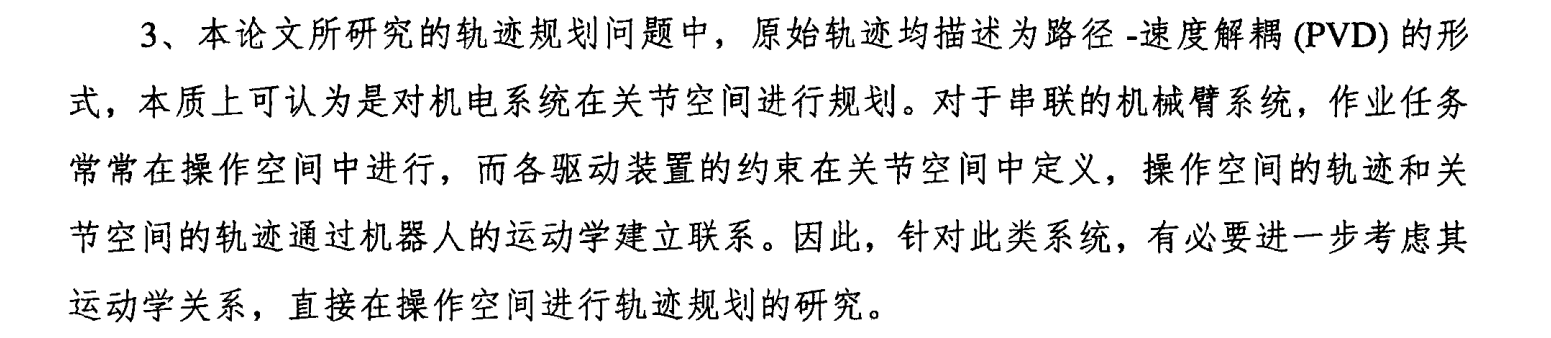 3、本论文所研究的轨迹规划问题中，原始轨迹均描述为路径 -速度解耦 (PVD) 的形
式，本质上可认为是对机电系统在关节空间进行规划。对于串联的机械臂系统，作业任务
常常在操作空间中进行，而各驱动装置的约束在关节空间中定义，操作空间的轨迹和关
节空间的轨迹通过机器人的运动学建立联系。因此，针对此类系统，有必要进一步考虑其
运动学关系，直接在操作空间进行轨迹规划的研究。